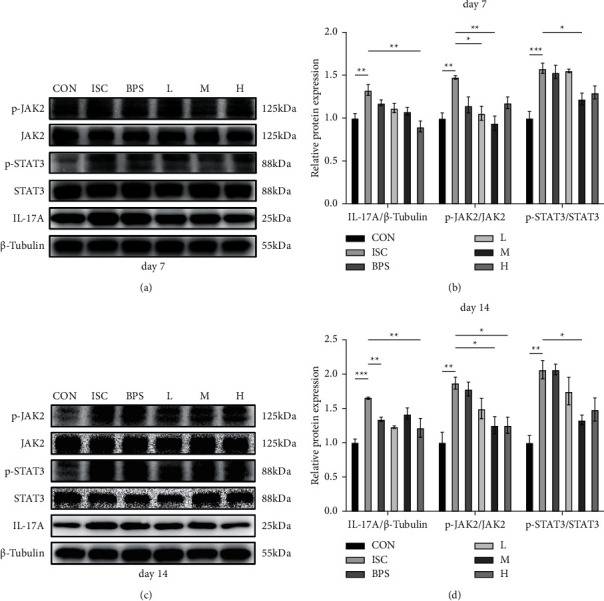 CON ISC BPS L M H
p-JAK2 125kDa
JAK2 125kDa
p-STAT3 88kDa
STAT3 88kDa
IL-17A 25kDa
β-Tubulin 55kDa
day 7
(a)
day 7
Relative protein expression
2.0
1.5
1.0
0.5
0.0
** ** ** * ** *** *
IL-17A/β-Tubulin p-JAK2/JAK2 p-STAT3/STAT3
CON L
ISC M
BPS H
(b)
CON ISC BPS L M H
p-JAK2 125kDa
JAK2 125kDa
p-STAT3 88kDa
STAT3 88kDa
IL-17A 25kDa
β-Tubulin 55kDa
day 14
(c)
day 14
Relative protein expression
2.5
2.0
1.5
1.0
0.5
0.0
*** ** ** ** * * ** *
IL-17A/β-Tubulin p-JAK2/JAK2 p-STAT3/STAT3
CON L
ISC M
BPS H
(d)